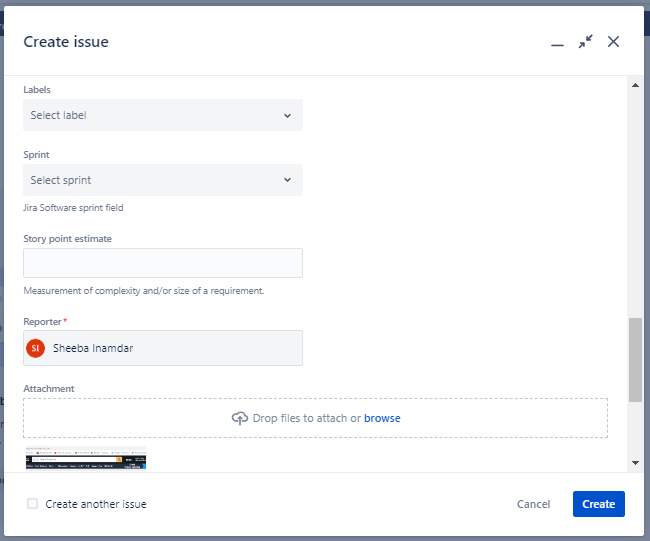 Create issue
Labels
Select label
Sprint
Select sprint
Jira Software sprint field
Story point estimate
Measurement of complexity and/or size of a requirement.
Reporter*
SI Sheeba Inamdar
Attachment
Drop files to attach or browse
Create another issue
Cancel
Create